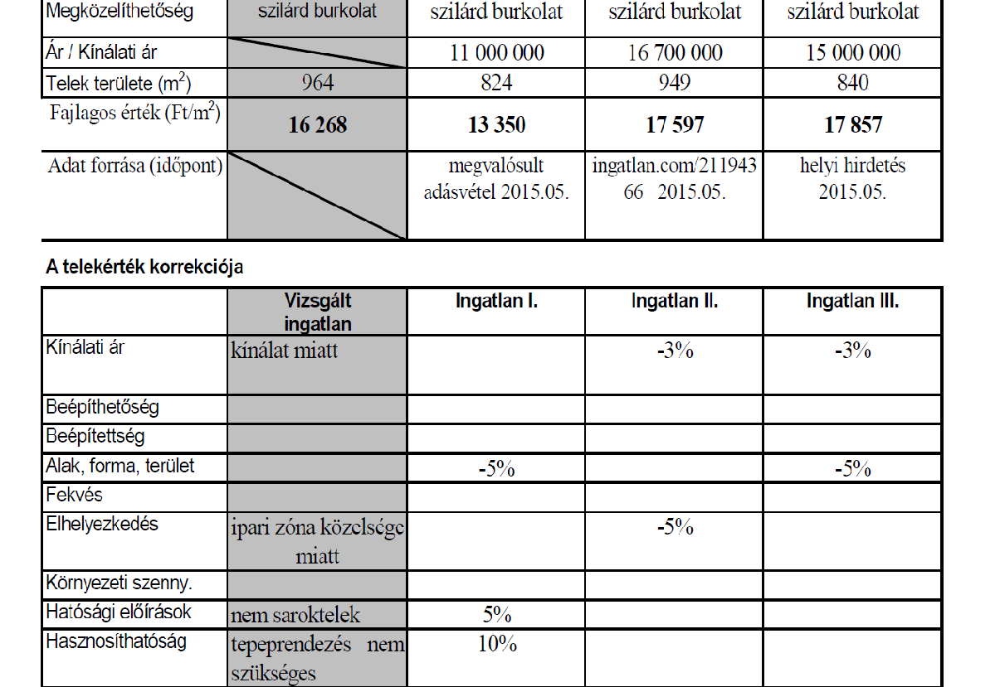 Megközelíthetőség szilárd burkolat szilárd burkolat szilárd burkolat szilárd burkolat
Ár / Kínálati ár 11 000 000 16 700 000 15 000 000
Telek területe (m²) 964 824 949 840
Fajlagos érték (Ft/m²) 16 268 13 350 17 597 17 857
Adat forrása (időpont) megvalósult ingatlan.com/211943 helyi hirdetés
adásvétel 2015.05. 66 2015.05. 2015.05.
A telekérték korrekciója
Vizsgált Ingatlan I. Ingatlan II. Ingatlan III.
ingatlan
Kínálati ár kínálat miatt -3% -3%
Beépíthetőség
Beépítettség
Alak, forma, terület -5% -5%
Fekvés
Elhelyezkedés ipari zóna közelsége -5%
miatt
Környezeti szenny.
Hatósági előírások nem saroktelek 5%
Hasznosíthatóság tepeprendezés nem 10%
szükséges